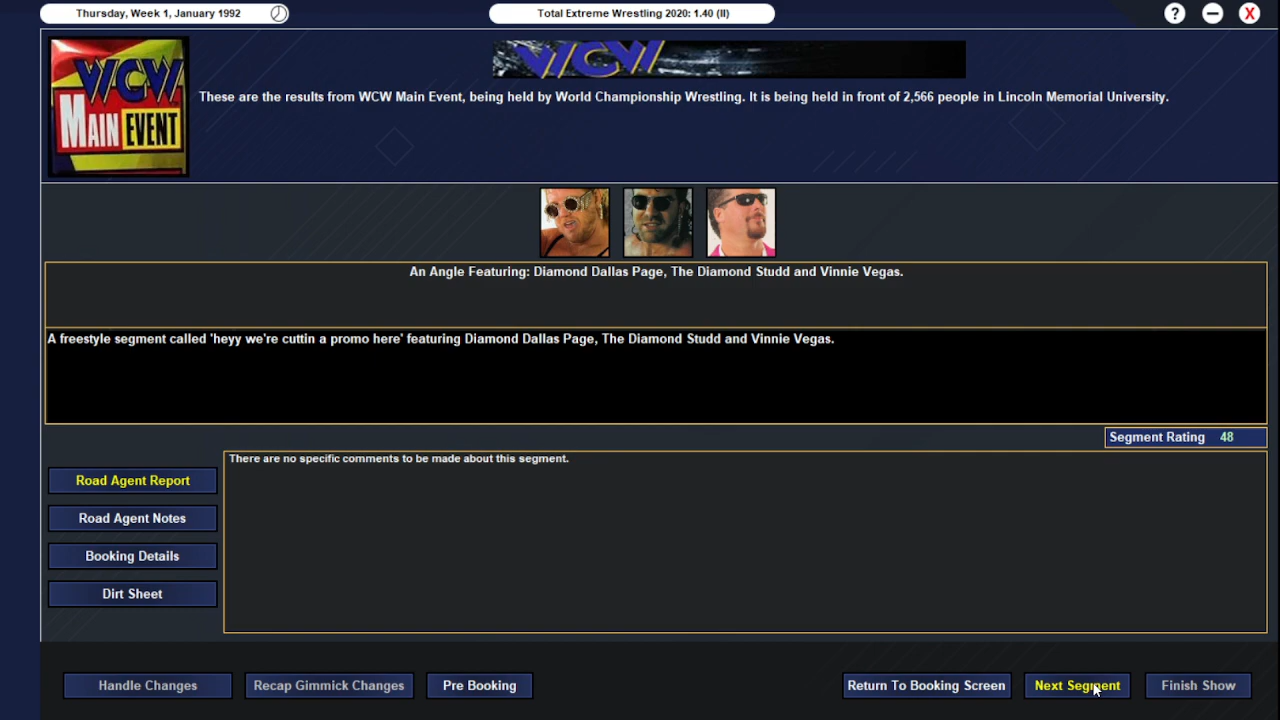 Thursday, Week 1, January 1992
Total Extreme Wrestling 2020: 1.40 (II)
?
X
WCW
MAIN EVENT
WCW
These are the results from WCW Main Event, being held by World Championship Wrestling. It is being held in front of 2,566 people in Lincoln Memorial University.
An Angle Featuring: Diamond Dallas Page, The Diamond Studd and Vinnie Vegas.
A freestyle segment called 'heyy we're cuttin a promo here' featuring Diamond Dallas Page, The Diamond Studd and Vinnie Vegas.
Segment Rating 48
There are no specific comments to be made about this segment.
Road Agent Report
Road Agent Notes
Booking Details
Dirt Sheet
Handle Changes
Recap Gimmick Changes
Pre Booking
Return To Booking Screen
Next Segment
Finish Show